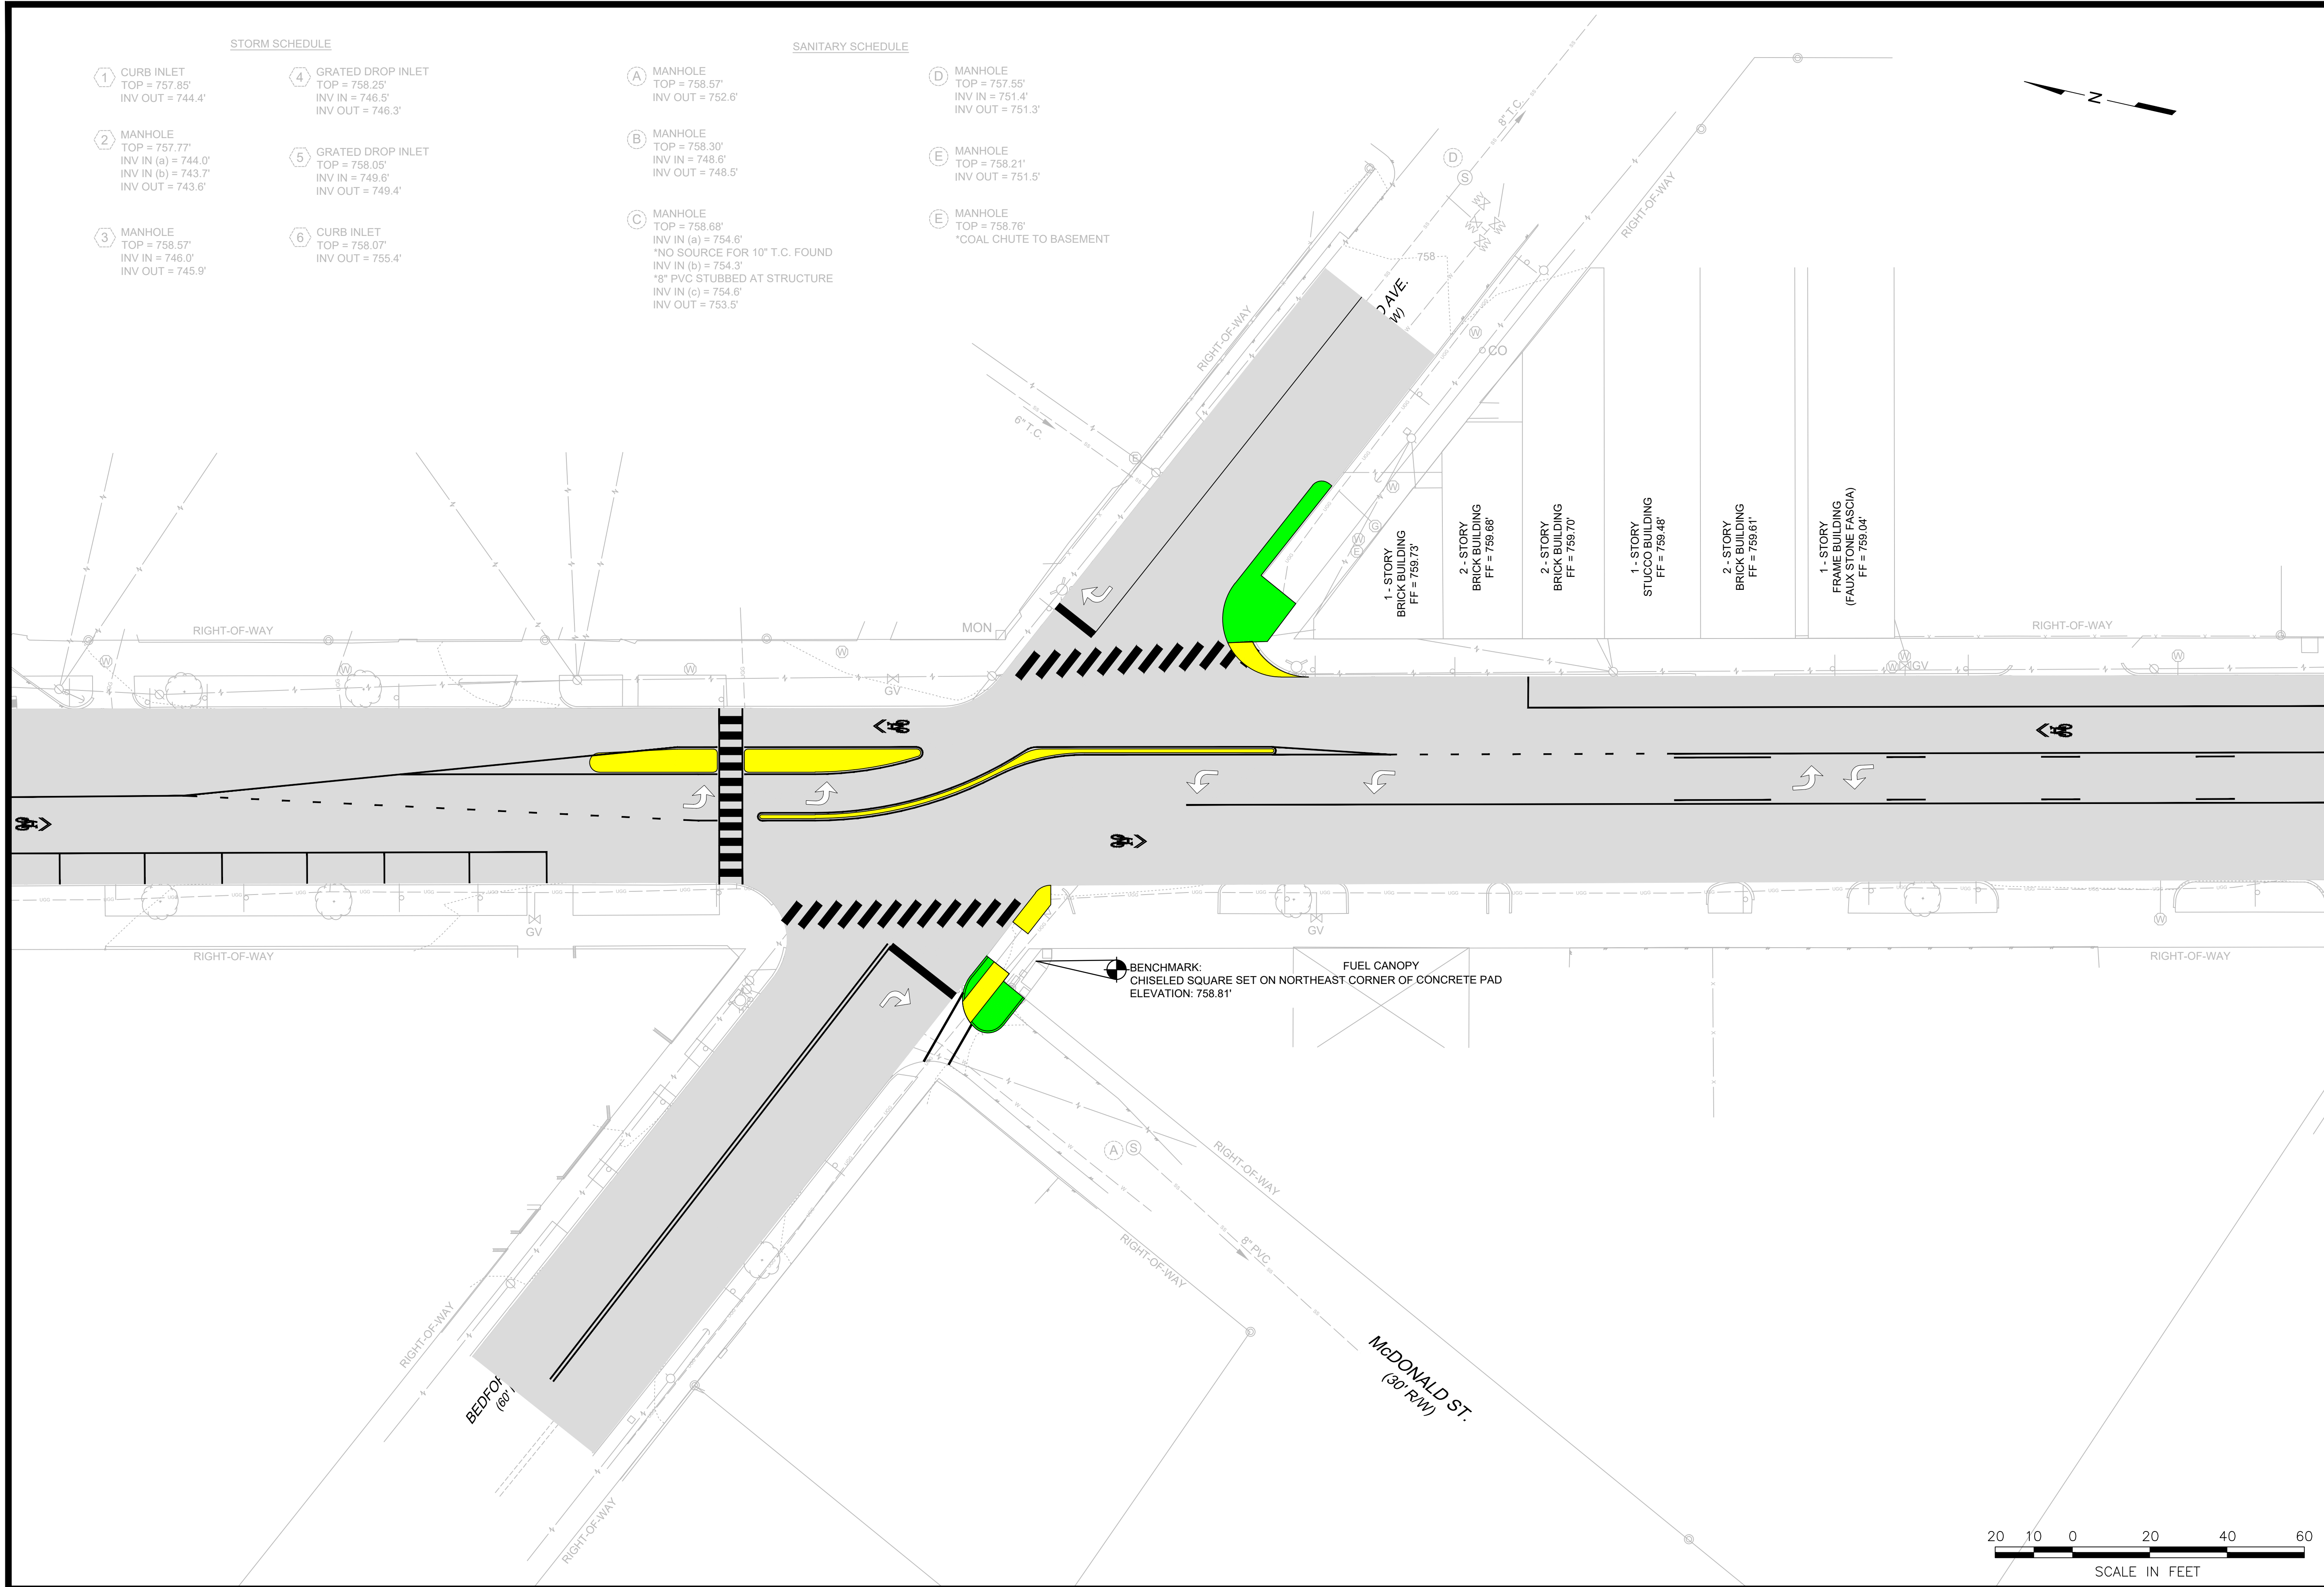 STORM SCHEDULE
1 CURB INLET
TOP = 757.85'
INV OUT = 744.4'
2 MANHOLE
TOP = 757.77'
INV IN (a) = 744.0'
INV IN (b) = 743.7'
INV OUT = 743.6'
3 MANHOLE
TOP = 758.57'
INV IN = 746.0'
INV OUT = 745.9'
4 GRATED DROP INLET
TOP = 758.25'
INV IN = 746.5'
INV OUT = 746.3'
5 GRATED DROP INLET
TOP = 758.05'
INV IN = 749.6'
INV OUT = 749.4'
6 CURB INLET
TOP = 758.07'
INV OUT = 755.4'
SANITARY SCHEDULE
A MANHOLE
TOP = 758.57'
INV OUT = 752.6'
B MANHOLE
TOP = 758.30'
INV IN = 748.6'
INV OUT = 748.5'
C MANHOLE
TOP = 758.68'
INV IN (a) = 754.6'
*NO SOURCE FOR 10" T.C. FOUND
INV IN (b) = 754.3'
*8" PVC STUBBED AT STRUCTURE
INV IN (c) = 754.6'
INV OUT = 753.5'
D MANHOLE
TOP = 757.55'
INV IN = 751.4'
INV OUT = 751.3'
E MANHOLE
TOP = 758.21'
INV OUT = 751.5'
E MANHOLE
TOP = 758.76'
*COAL CHUTE TO BASEMENT
N
8" T.C.
D
S
WV
WV
WV
WV
RIGHT-OF-WAY
758
AVE.
W)
RIGHT-OF-WAY
W
CO
6" T.C.
E
W
G
W
E
1 - STORY
BRICK BUILDING
FF = 759.73'
2 - STORY
BRICK BUILDING
FF = 759.68'
2 - STORY
BRICK BUILDING
FF = 759.70'
1 - STORY
STUCCO BUILDING
FF = 759.48'
2 - STORY
BRICK BUILDING
FF = 759.61'
1 - STORY
FRAME BUILDING
(FAUX STONE FASCIA)
FF = 759.04'
RIGHT-OF-WAY
MON
RIGHT-OF-WAY
W
W
W
W
GV
W
W
GV
W
GV
GV
W
RIGHT-OF-WAY
RIGHT-OF-WAY
BENCHMARK:
CHISELED SQUARE SET ON NORTHEAST CORNER OF CONCRETE PAD
ELEVATION: 758.81'
FUEL CANOPY
A
S
RIGHT-OF-WAY
8" PVC
RIGHT-OF-WAY
RIGHT-OF-WAY
McDONALD ST.
(30' R/W)
BEDFOR
(60'
RIGHT-OF-WAY
20 10 0 20 40 60
SCALE IN FEET